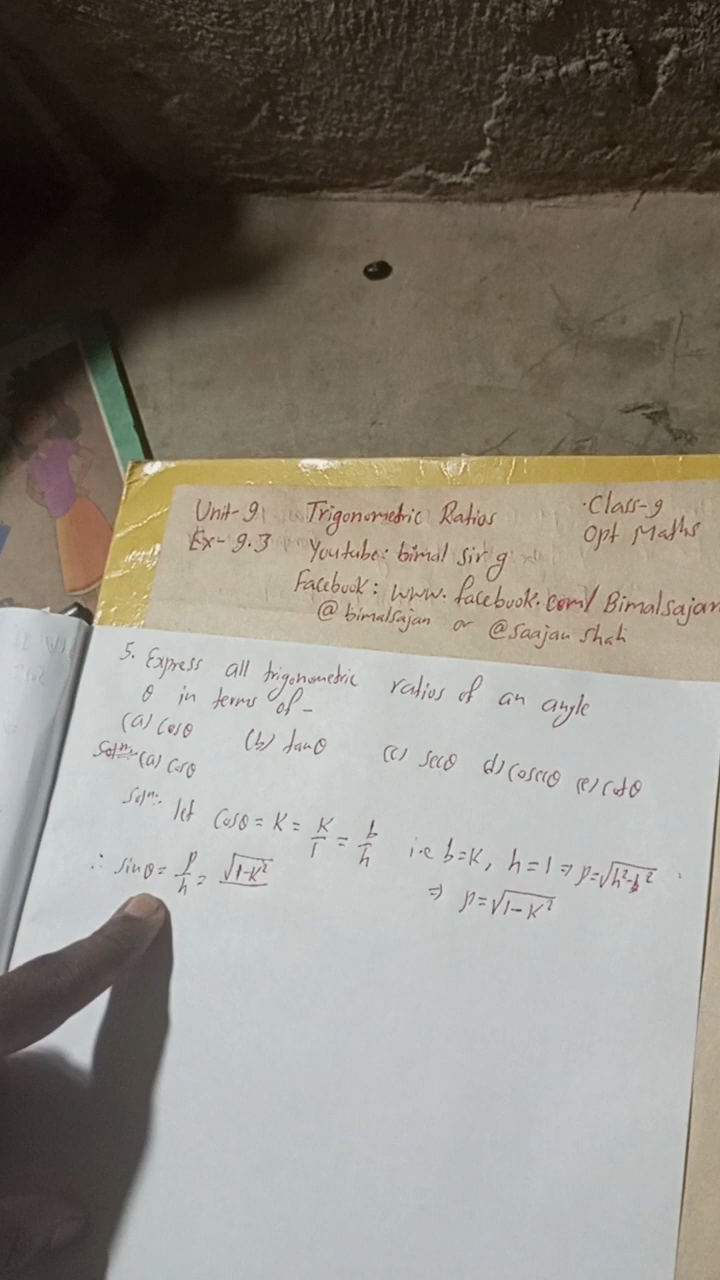 Unit-9 Trigonometric Ratios Class-9
Ex-9.3 Youtube: bimal sir g Opt Maths
Facebook: www.facebook.com/Bimalsajan
@bimalsajan or @saajan shah
5. Express all trigonometric ratios of an angle
θ in terms of -
(a) cosθ (b) tanθ (c) secθ d) cosecθ (e) cotθ
Soln:- (a) cosθ
Soln:- let cosθ = K = K/1 = b/h i.e b=K, h=1 ⇒ p=√(h²-b²)
∴ sinθ = p/h = √(1-K²) ⇒ p=√(1-K²)